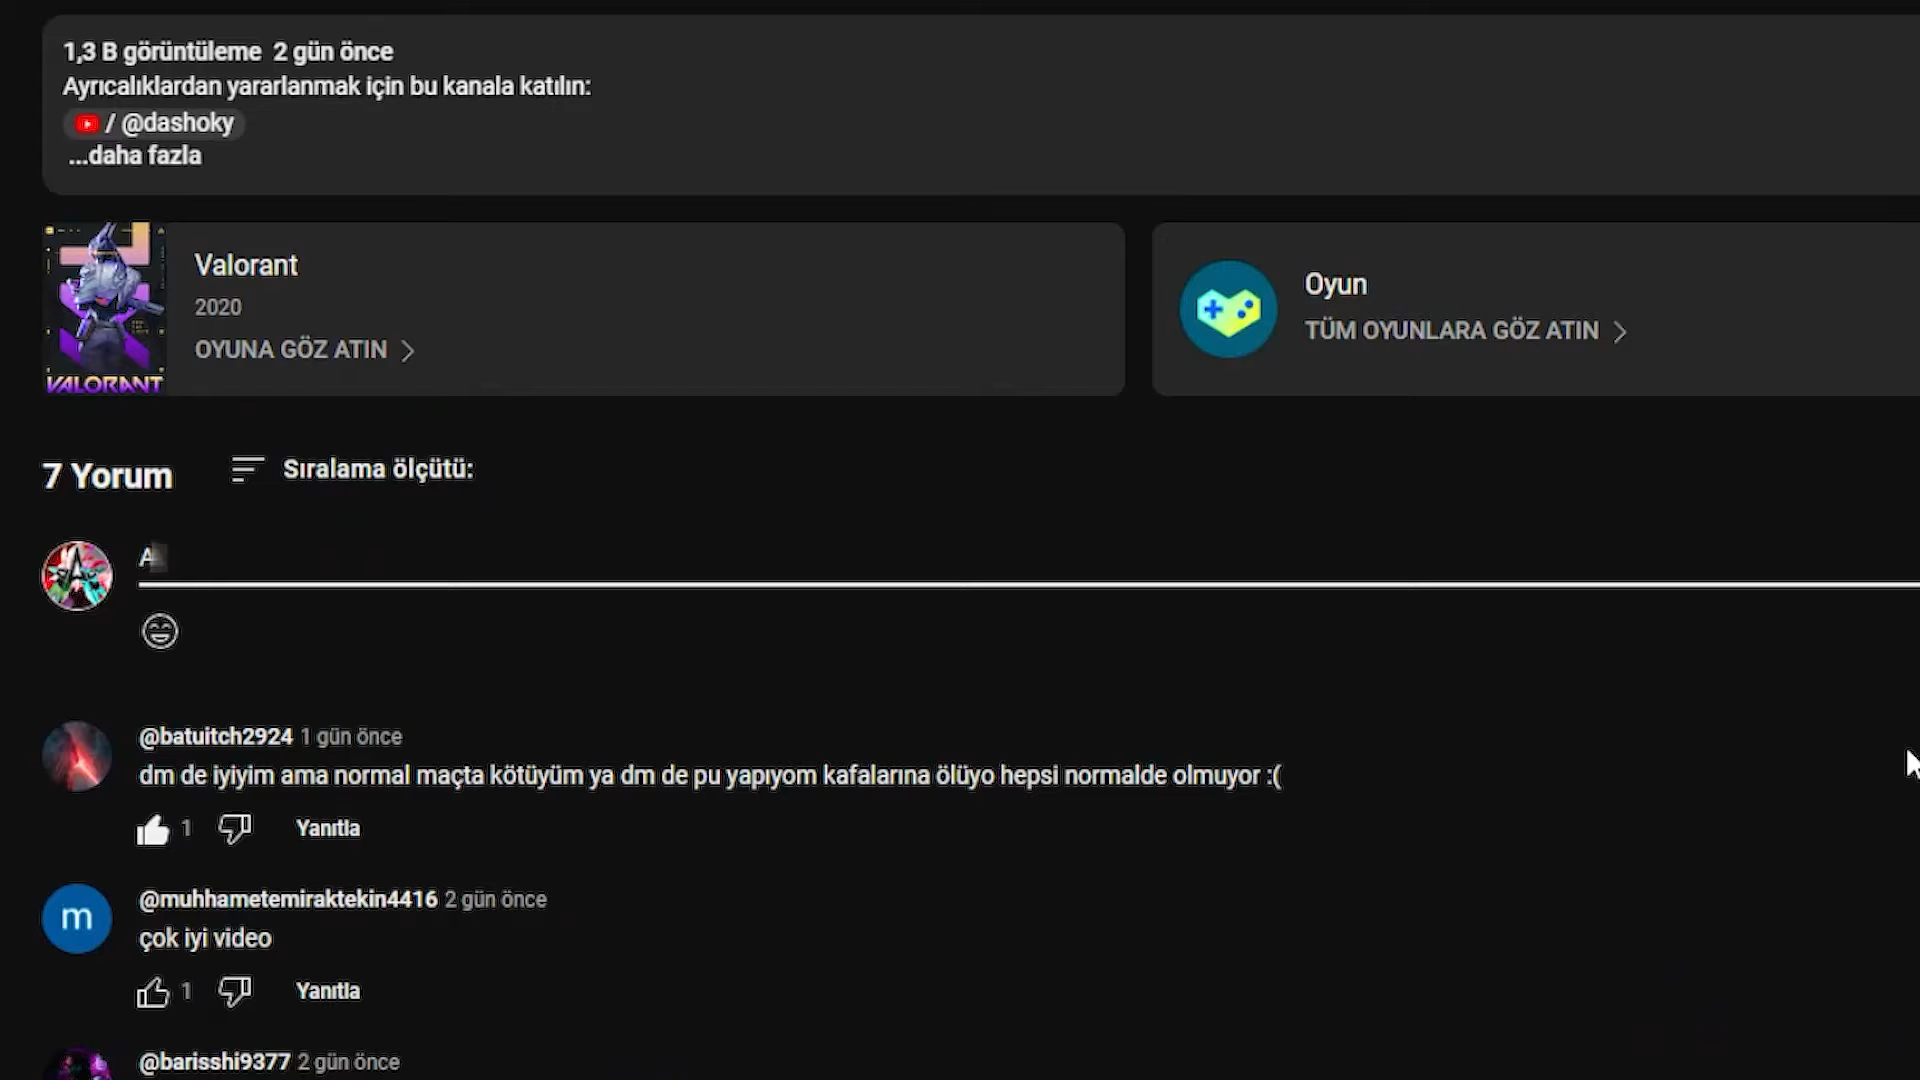 1,3 B görüntüleme 2 gün önce
Ayrıcalıklardan yararlanmak için bu kanala katılın:
/ @dashoky
...daha fazla
Valorant
2020
OYUNA GÖZ ATIN
VALORANT
Oyun
TÜM OYUNLARA GÖZ ATIN
7 Yorum
Sıralama ölçütü:
A
@batuitch2924 1 gün önce
dm de iyiyim ama normal maçta kötüyüm ya dm de pu yapıyom kafalarına ölüyo hepsi normalde olmuyor :(
1
Yanıtla
m
@muhhametemiraktekin4416 2 gün önce
çok iyi video
1
Yanıtla
@barisshi9377 2 gün önce